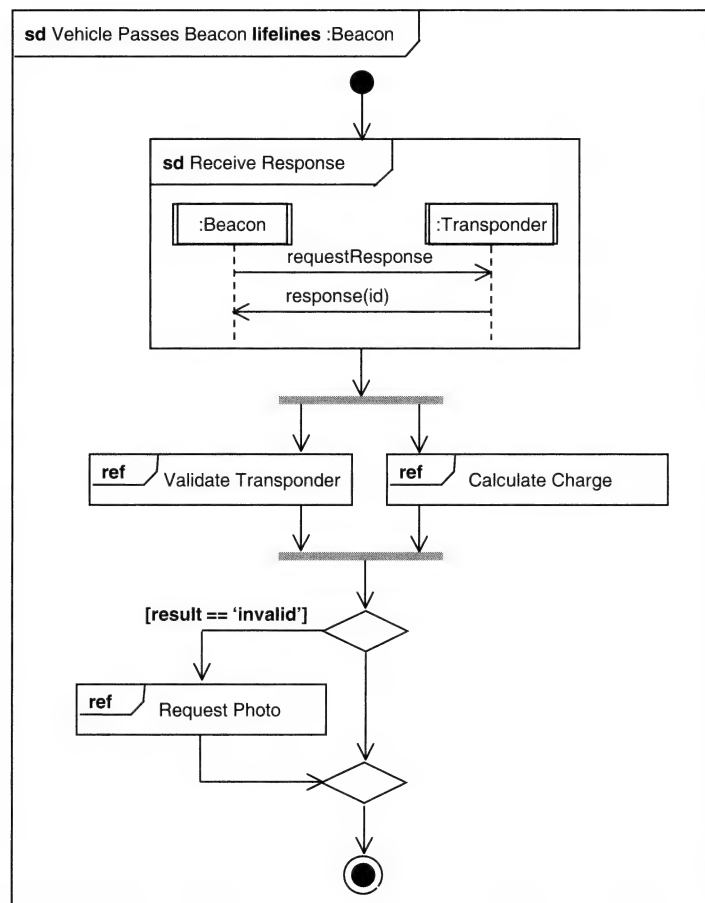 sd Vehicle Passes Beacon lifelines :Beacon
sd Receive Response
:Beacon
:Transponder
requestResponse
response(id)
ref
Validate Transponder
ref
Calculate Charge
[result == ‘invalid’]
ref
Request Photo